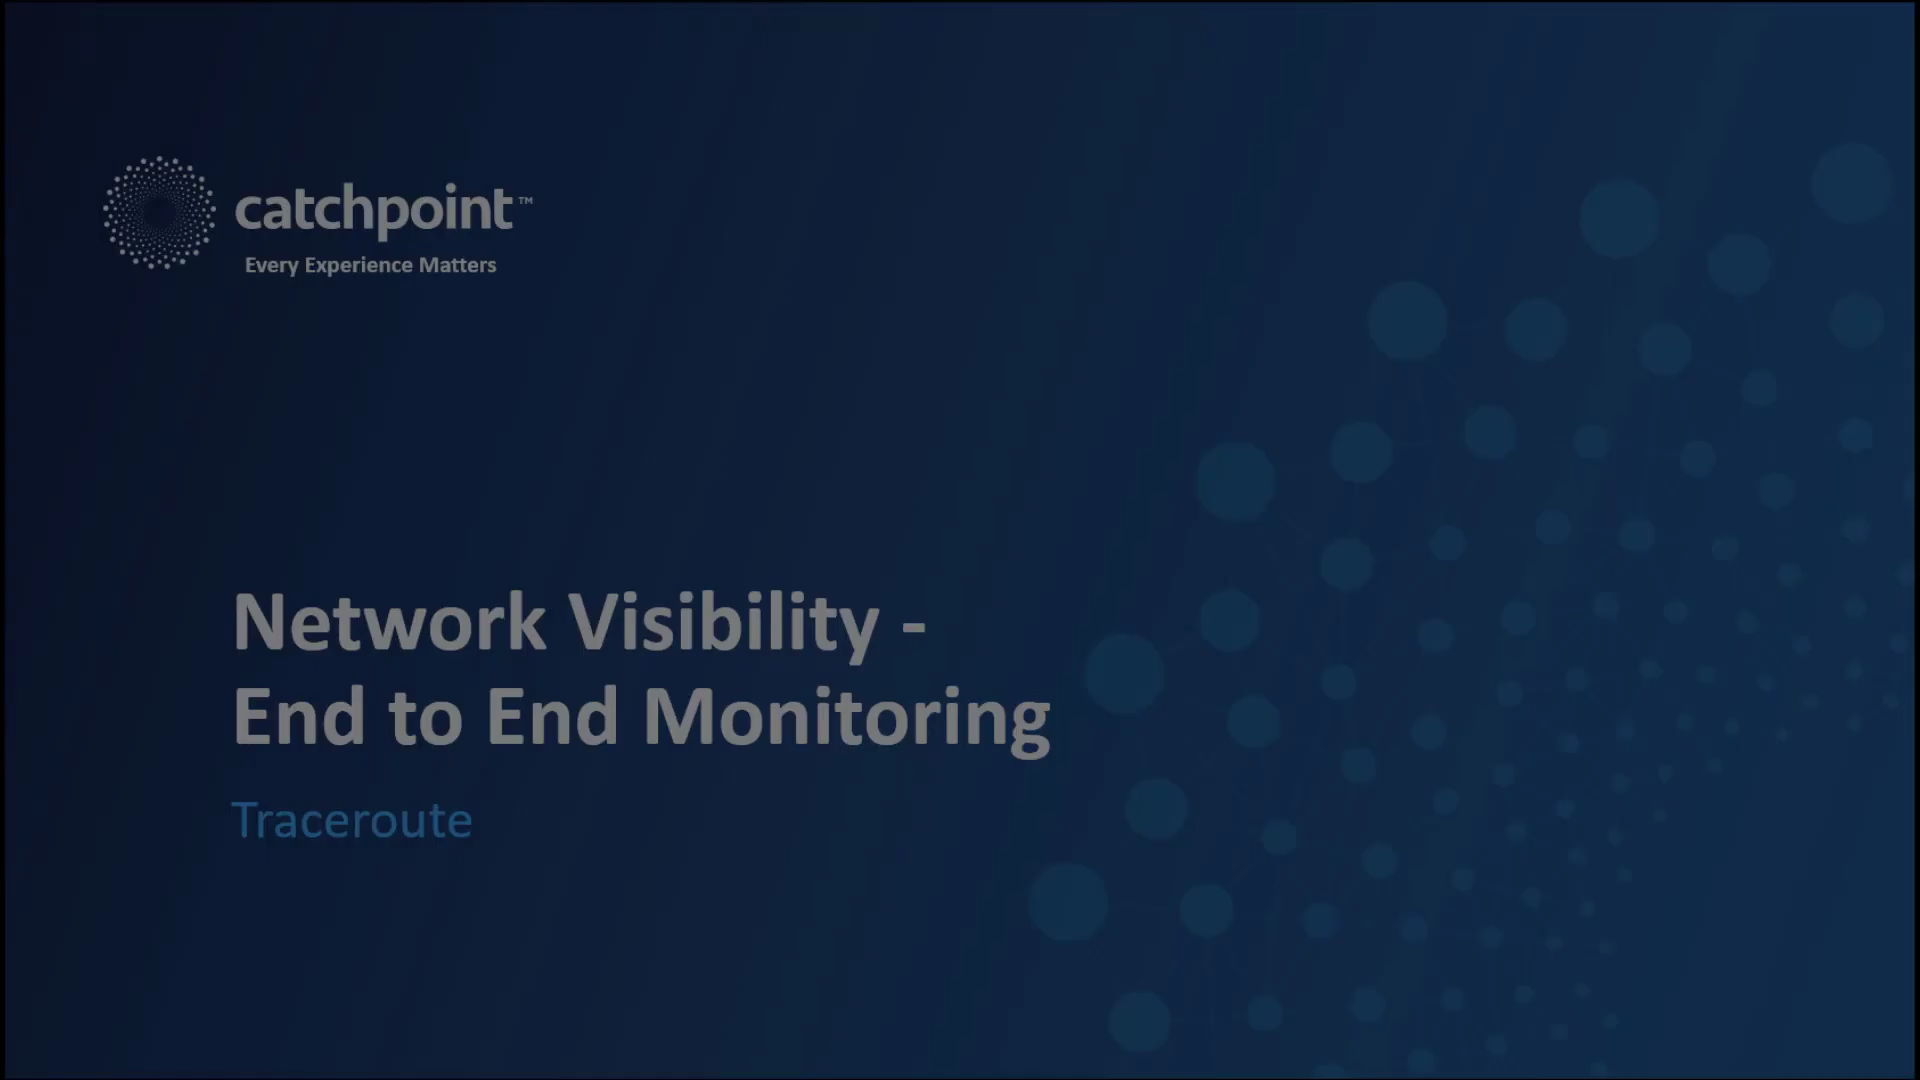 catchpoint™
Every Experience Matters
Network Visibility -
End to End Monitoring
Traceroute